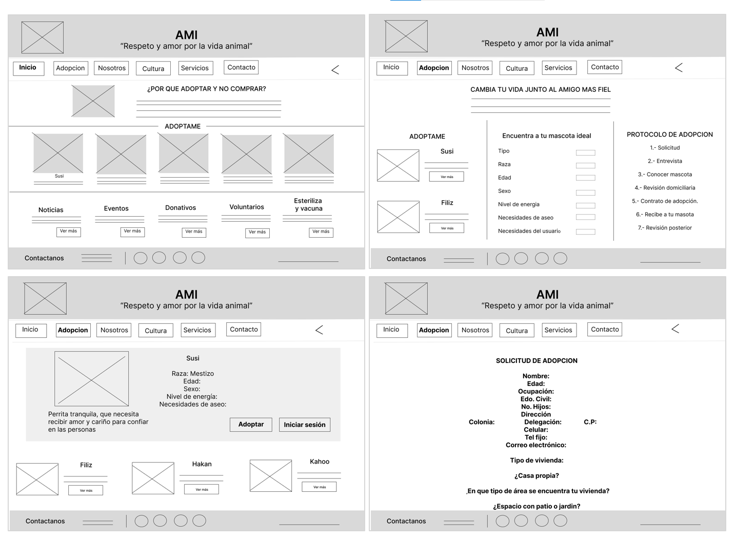 AMI
“Respeto y amor por la vida animal”
Inicio
Adopcion
Nosotros
Cultura
Servicios
Contacto
¿POR QUE ADOPTAR Y NO COMPRAR?
ADOPTAME
Susi
Noticias
Ver más
Eventos
Ver más
Donativos
Ver más
Voluntarios
Ver más
Esteriliza
y vacuna
Ver más
Contactanos
AMI
“Respeto y amor por la vida animal”
Inicio
Adopcion
Nosotros
Cultura
Servicios
Contacto
CAMBIA TU VIDA JUNTO AL AMIGO MAS FIEL
ADOPTAME
Susi
Ver más
Filiz
Ver más
Encuentra a tu mascota ideal
Tipo
Raza
Edad
Sexo
Nivel de energia
Necesidades de aseo
Necesidades del usuario
PROTOCOLO DE ADOPCION
1.- Solicitud
2.- Entrevista
3.- Conocer mascota
4.- Revisión domiciliaria
5.- Contrato de adopción.
6.- Recibe a tu masota
7.- Revisión posterior
Contactanos
AMI
“Respeto y amor por la vida animal”
Inicio
Adopcion
Nosotros
Cultura
Servicios
Contacto
Susi
Raza: Mestizo
Edad:
Sexo:
Nivel de energía:
Necesidades de aseo:
Perrita tranquila, que necesita
recibir amor y cariño para confiar
en las personas
Adoptar
Iniciar sesión
Filiz
Ver más
Hakan
Ver más
Kahoo
Ver más
Contactanos
AMI
“Respeto y amor por la vida animal”
Inicio
Adopcion
Nosotros
Cultura
Servicios
Contacto
SOLICITUD DE ADOPCION
Nombre:
Edad:
Ocupación:
Edo. Civil:
No. Hijos:
Dirección
Colonia: Delegación: C.P:
Celular:
Tel fijo:
Correo electrónico:
Tipo de vivienda:
¿Casa propia?
¿En que tipo de área se encuentra tu vivienda?
¿Espacio con patio o jardín?
Contactanos